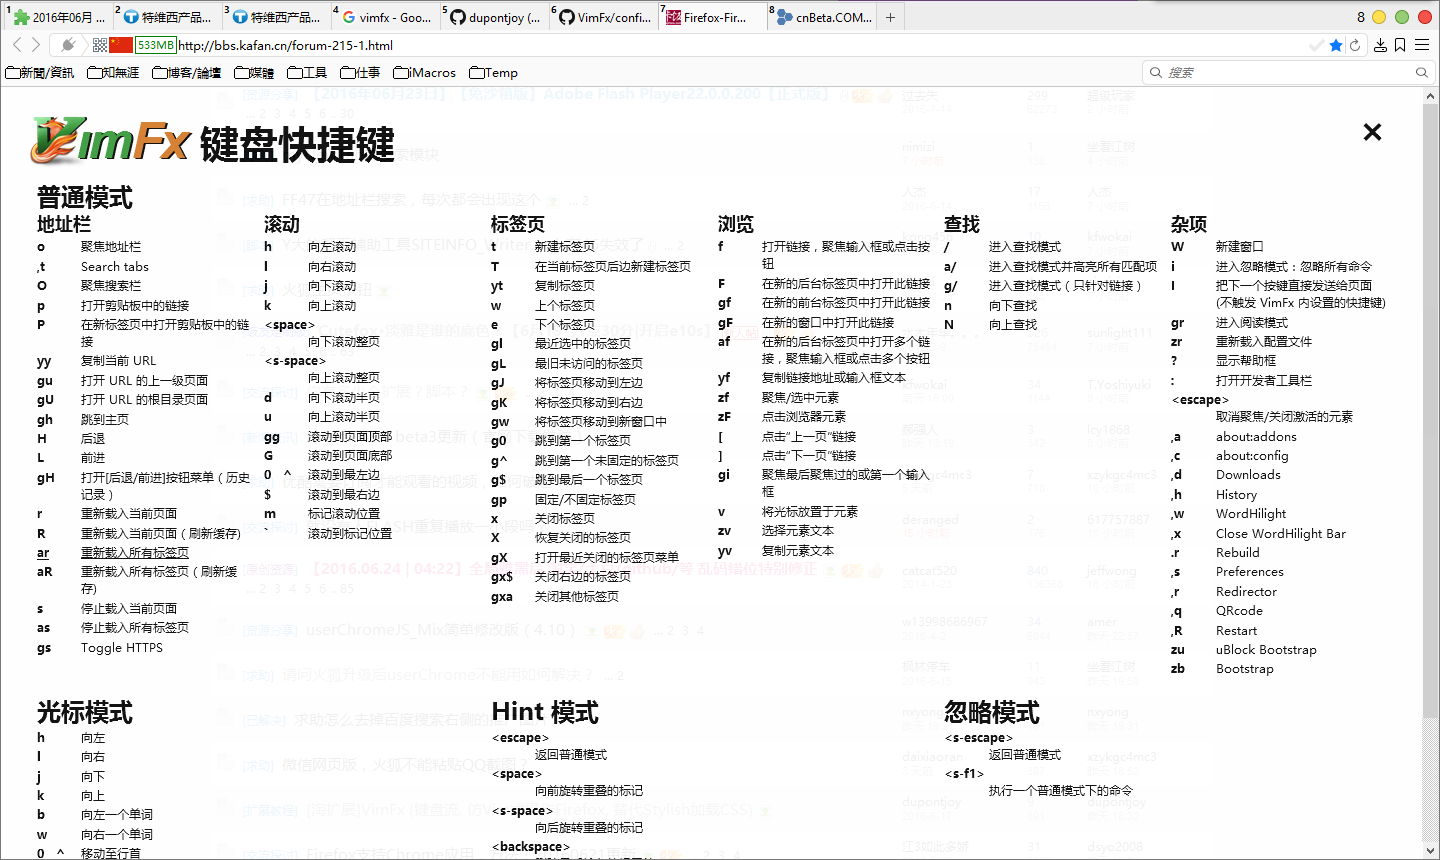 1 2016年06月 ...
2 特维西产品...
3 特维西产品...
4 vimfx - Goo...
5 dupontjoy (...
6 VimFx/confi...
7 Firefox-Fir...
8 cnBeta.COM...
8
533MB http://bbs.kafan.cn/forum-215-1.html
新聞/資訊 知無涯 博客/論壇 媒體 工具 仕事 iMacros Temp 搜索
VimFx 键盘快捷键
普通模式
地址栏
o 聚焦地址栏
,t Search tabs
O 聚焦搜索栏
p 打开剪贴板中的链接
P 在新标签页中打开剪贴板中的链
接
yy 复制当前 URL
gu 打开 URL 的上一级页面
gU 打开 URL 的根目录页面
gh 跳到主页
H 后退
L 前进
gH 打开[后退/前进]按钮菜单（历史
记录）
r 重新载入当前页面
R 重新载入当前页面（刷新缓存)
ar 重新载入所有标签页
aR 重新载入所有标签页（刷新缓
存)
s 停止载入当前页面
as 停止载入所有标签页
gs Toggle HTTPS
滚动
h 向左滚动
l 向右滚动
j 向下滚动
k 向上滚动
<space>
向下滚动整页
<s-space>
向上滚动整页
d 向下滚动半页
u 向上滚动半页
gg 滚动到页面顶部
G 滚动到页面底部
0 ^ 滚动到最左边
$ 滚动到最右边
m 标记滚动位置
` 滚动到标记位置
标签页
t 新建标签页
T 在当前标签页后边新建标签页
yt 复制标签页
w 上个标签页
e 下个标签页
gl 最近选中的标签页
gL 最旧未访问的标签页
gJ 将标签页移动到左边
gK 将标签页移动到右边
gw 将标签页移动到新窗口中
g0 跳到第一个标签页
g^ 跳到第一个未固定的标签页
g$ 跳到最后一个标签页
gp 固定/不固定标签页
x 关闭标签页
X 恢复关闭的标签页
gX 打开最近关闭的标签页菜单
gx$ 关闭右边的标签页
gxa 关闭其他标签页
浏览
f 打开链接，聚焦输入框或点击按
钮
F 在新的后台标签页中打开此链接
gf 在新的前台标签页中打开此链接
gF 在新的窗口中打开此链接
af 在新的后台标签页中打开多个链
接，聚焦输入框或点击多个按钮
yf 复制链接地址或输入框文本
zf 聚焦/选中元素
zF 点击浏览器元素
[ 点击“上一页”链接
] 点击“下一页”链接
gi 聚焦最后聚焦过的或第一个输入
框
v 将光标放置于元素
zv 选择元素文本
yv 复制元素文本
查找
/ 进入查找模式
a/ 进入查找模式并高亮所有匹配项
g/ 进入查找模式（只针对链接）
n 向下查找
N 向上查找
杂项
W 新建窗口
i 进入忽略模式：忽略所有命令
I 把下一个按键直接发送给页面
(不触发 VimFx 内设置的快捷键)
gr 进入阅读模式
zr 重新载入配置文件
? 显示帮助框
: 打开开发者工具栏
<escape>
取消聚焦/关闭激活的元素
,a about:addons
,c about:config
,d Downloads
,h History
,w WordHilight
,x Close WordHilight Bar
.r Rebuild
,s Preferences
,r Redirector
,q QRcode
,R Restart
zu uBlock Bootstrap
zb Bootstrap
光标模式
h 向左
l 向右
j 向下
k 向上
b 向左一个单词
w 向右一个单词
0 ^ 移动至行首
Hint 模式
<escape>
返回普通模式
<space>
向前旋转重叠的标记
<s-space>
向后旋转重叠的标记
<backspace>
忽略模式
<s-escape>
返回普通模式
<s-f1>
执行一个普通模式下的命令